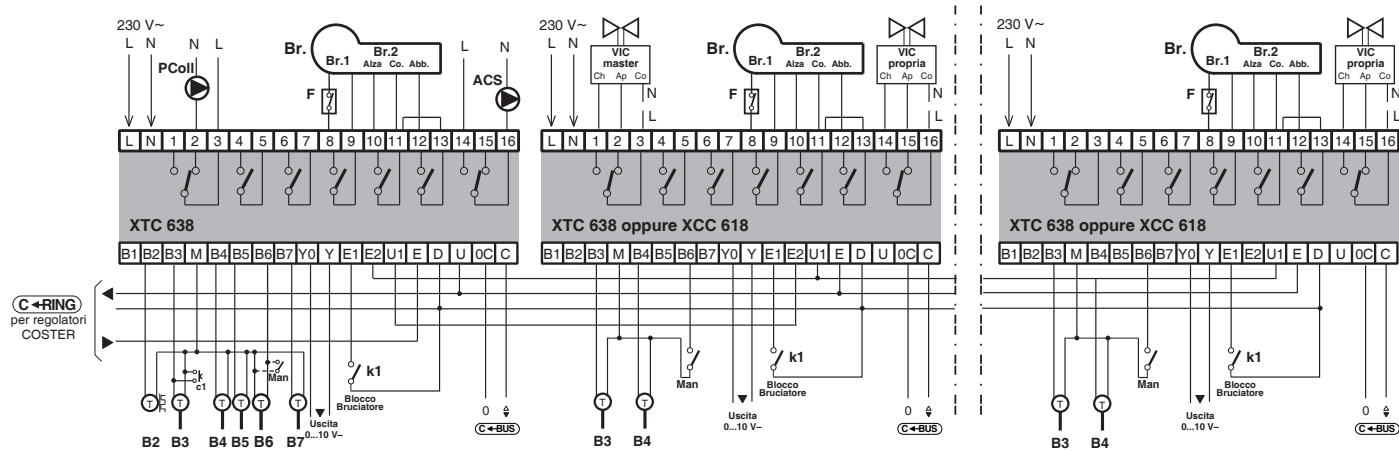 230 V~
L N N L
PColl
Br. Br.1 Br.2
Alza Co. Abb.
F
L N
ACS
L N 1 2 3 4 5 6 7 8 9 10 11 12 13 14 15 16
XTC 638
B1 B2 B3 M B4 B5 B6 B7 Y0 Y E1 E2 U1 E D U 0C C
230 V~
L N
VIC
master
Ch Ap Co
N
L
Br. Br.1 Br.2
Alza Co. Abb.
F
VIC
propria
Ch Ap Co
N
L
L N 1 2 3 4 5 6 7 8 9 10 11 12 13 14 15 16
XTC 638 oppure XCC 618
B1 B2 B3 M B4 B5 B6 B7 Y0 Y E1 E2 U1 E D U 0C C
230 V~
L N
Br. Br.1 Br.2
Alza Co. Abb.
F
VIC
propria
Ch Ap Co
N
L
L N 1 2 3 4 5 6 7 8 9 10 11 12 13 14 15 16
XTC 638 oppure XCC 618
B1 B2 B3 M B4 B5 B6 B7 Y0 Y E1 E2 U1 E D U 0C C
C RING
per regolatori
COSTER
c1
Man
k1
Blocco
Bruciatore
T T T T T T
Uscita
0...10 V–
0
C BUS
B2 B3 B4 B5 B6 B7
Man
k1
Blocco
Bruciatore
T T
Uscita
0...10 V–
0
C BUS
B3 B4
Man
k1
Blocco
Bruciatore
T T
Uscita
0...10 V–
0
C BUS
B3 B4